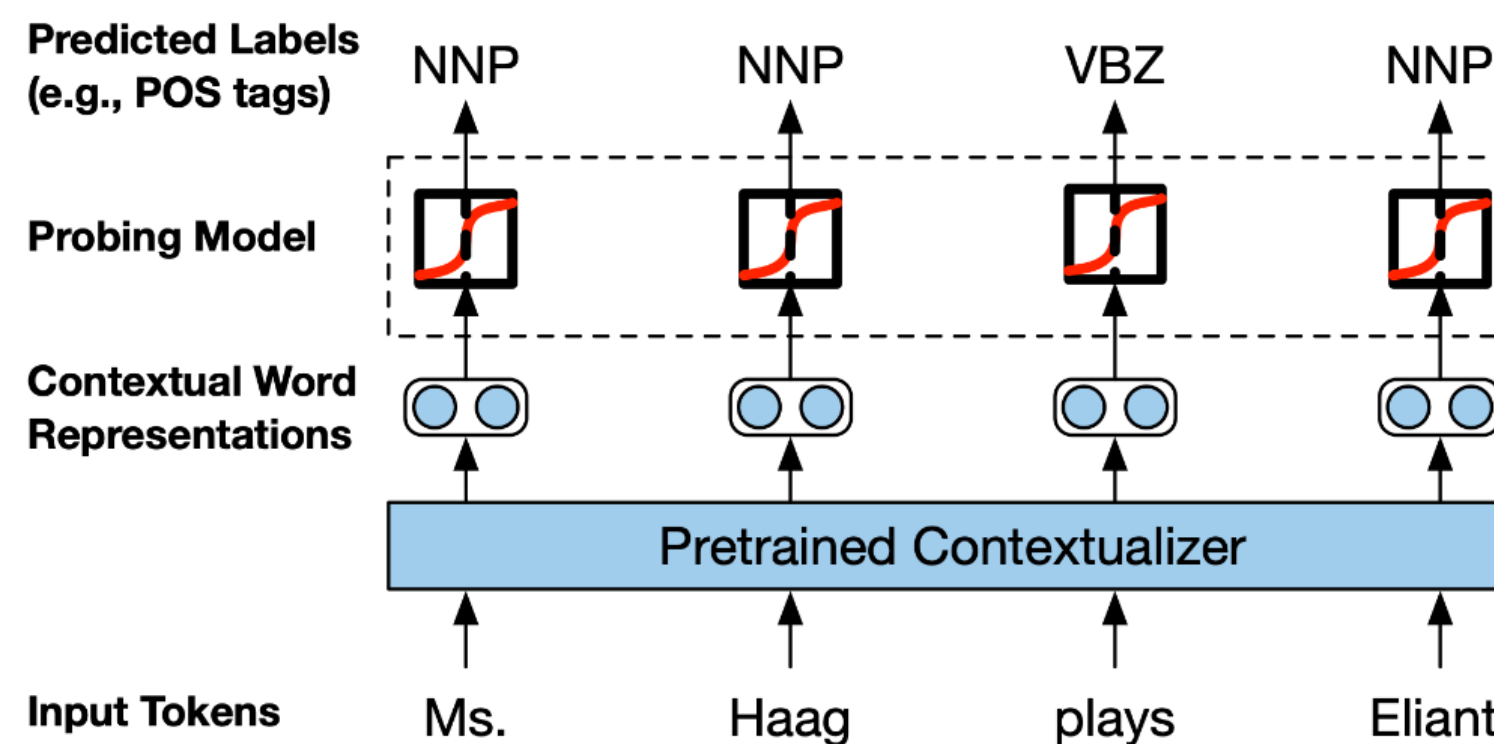 Predicted Labels
(e.g., POS tags)
NNP NNP VBZ NNP
Probing Model
Contextual Word
Representations
Pretrained Contextualizer
Input Tokens Ms. Haag plays Eliant